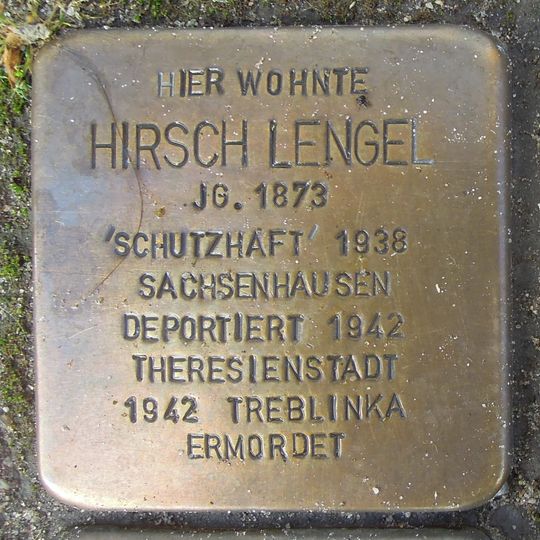 HIER WOHNTE
HIRSCH LENGEL
JG. 1873
'SCHUTZHAFT' 1938
SACHSENHAUSEN
DEPORTIERT 1942
THERESIENSTADT
1942 TREBLINKA
ERMORDET